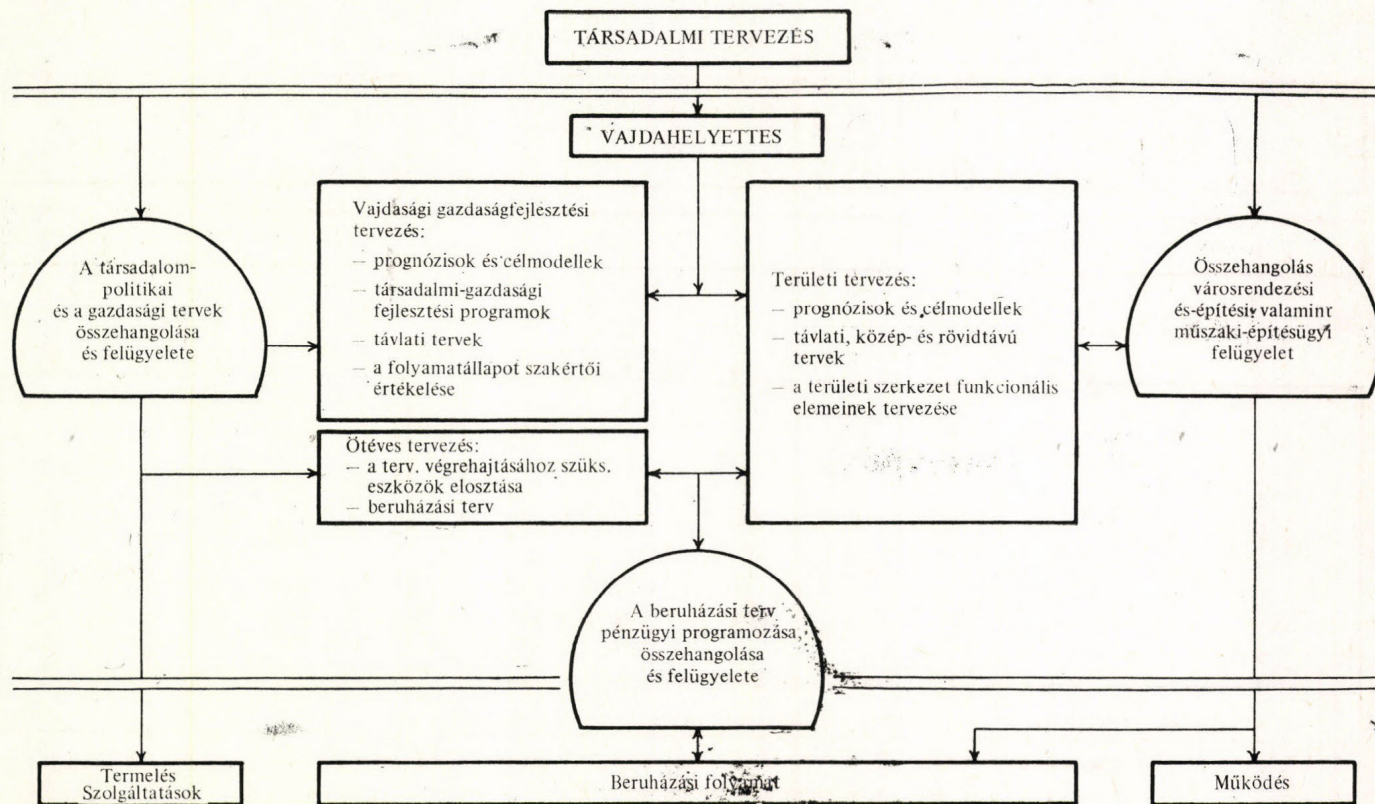 TÁRSADALMI TERVEZÉS
VAJDAHELYETTES
A társadalom-
politikai
és a gazdasági tervek
összehangolása
és felügyelete
Vajdasági gazdaságfejlesztési
tervezés:
– prognózisok és célmodellek
– társadalmi-gazdasági
fejlesztési programok
– távlati tervek
– a folyamatállapot szakértői
értékelése
Ötéves tervezés:
– a terv. végrehajtásához szüks.
eszközök elosztása
– beruházási terv
Területi tervezés:
– prognózisok és célmodellek
– távlati, közép- és rövidtávú
tervek
– a területi szerkezet funkcionális
elemeinek tervezése
Összehangolás
városrendezési
és-építési, valamint
műszaki-építésügyi
felügyelet
A beruházási terv
pénzügyi programozása,
összehangolása
és felügyelete
Termelés
Szolgáltatások
Beruházási folyamat
Működés